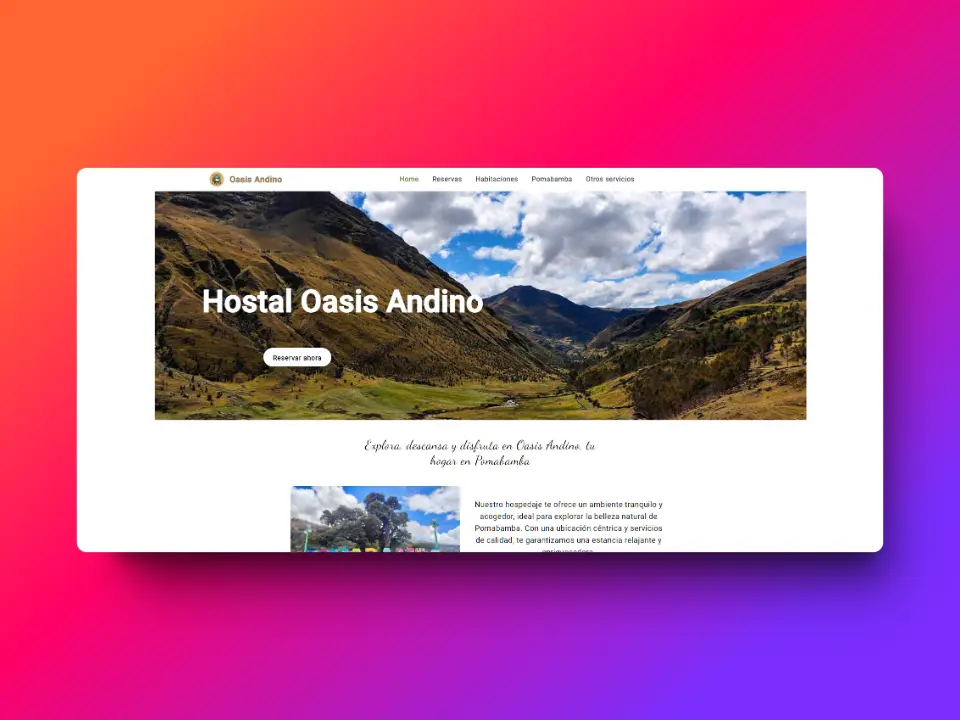 Oasis Andino
Home Reservas Habitaciones Pomabamba Otros servicios
Hostal Oasis Andino
Reservar ahora
Explora, descansa y disfruta en Oasis Andino, tu
hogar en Pomabamba
Nuestro hospedaje te ofrece un ambiente tranquilo y
acogedor, ideal para explorar la belleza natural de
Pomabamba. Con una ubicación céntrica y servicios
de calidad, te garantizamos una estancia relajante y